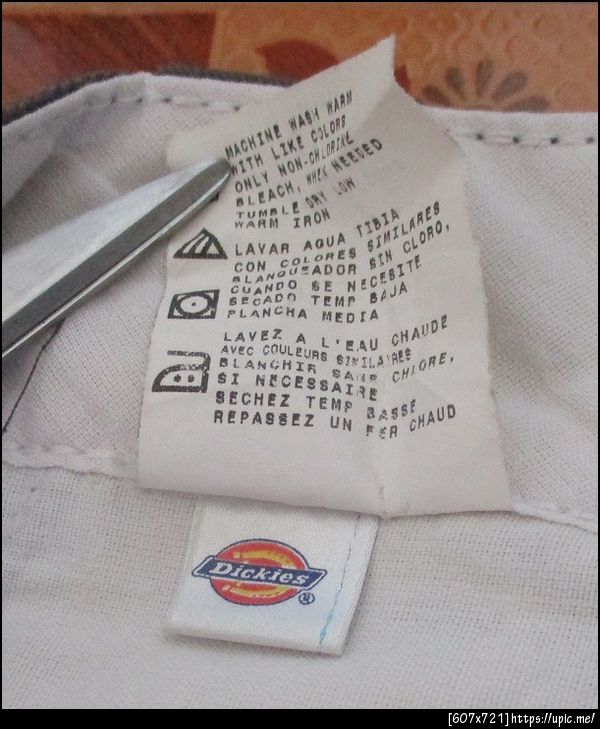 MACHINE WASH WARM
WITH LIKE COLORS
ONLY NON-CHLORINE
BLEACH, WHEN NEEDED
TUMBLE DRY LOW
WARM IRON
LAVAR AGUA TIBIA
CON COLORES SIMILARES
BLANQUEADOR SIN CLORO,
CUANDO SE NECESITE
SECADO TEMP BAJA
PLANCHA MEDIA
LAVEZ A L'EAU CHAUDE
AVEC COULEURS SIMILAIRES
BLANCHIR SANS CHLORE,
SI NECESSAIRE
SECHEZ TEMP BASSE
REPASSEZ UN FER CHAUD
Dickies ®
[607x721]https://upic.me/